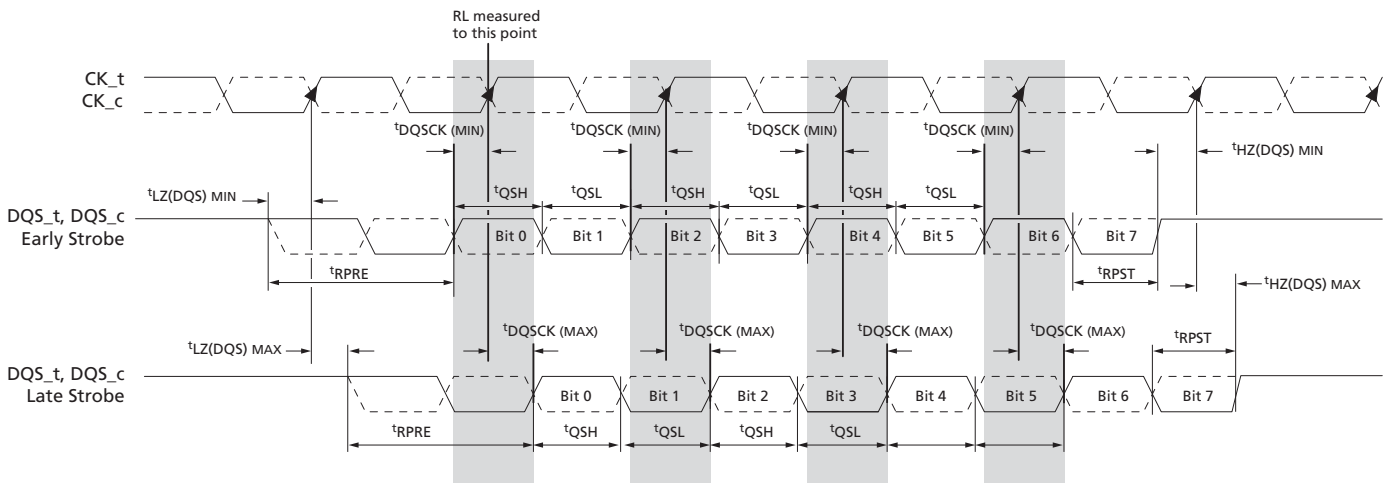 RL measured
to this point
CK_t
CK_c
tDQSCK (MIN) tDQSCK (MIN) tDQSCK (MIN) tDQSCK (MIN)
tHZ(DQS) MIN
tLZ(DQS) MIN
tQSH tQSL tQSH tQSL tQSH tQSL
DQS_t, DQS_c
Early Strobe
Bit 0 Bit 1 Bit 2 Bit 3 Bit 4 Bit 5 Bit 6 Bit 7
tRPRE
tRPST
tHZ(DQS) MAX
tLZ(DQS) MAX
tDQSCK (MAX) tDQSCK (MAX) tDQSCK (MAX) tDQSCK (MAX)
tRPST
DQS_t, DQS_c
Late Strobe
Bit 0 Bit 1 Bit 2 Bit 3 Bit 4 Bit 5 Bit 6 Bit 7
tRPRE
tQSH tQSL tQSH tQSL